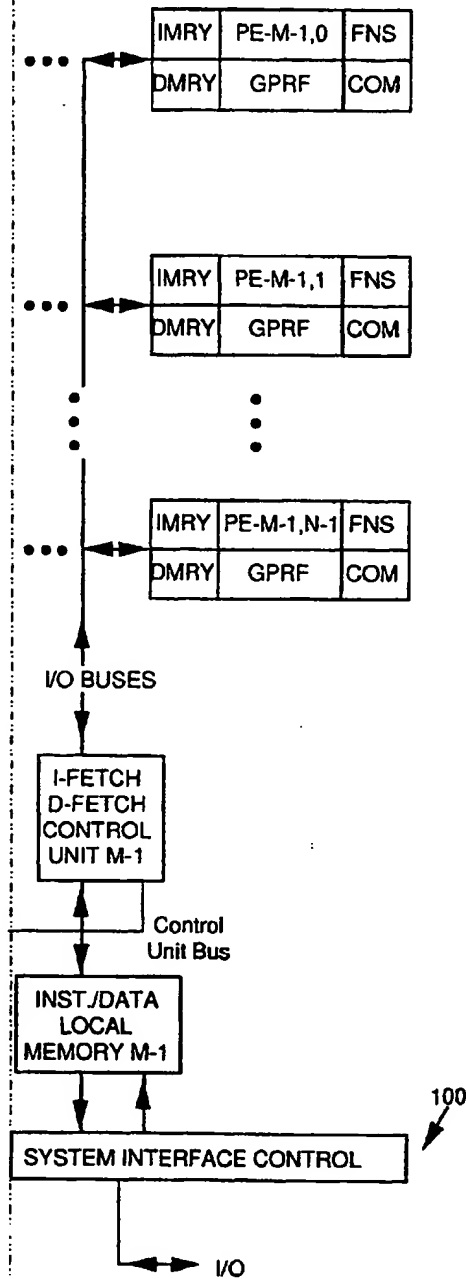 IMRY PE-M-1,0 FNS
DMRY GPRF COM
IMRY PE-M-1,1 FNS
DMRY GPRF COM
IMRY PE-M-1,N-1 FNS
DMRY GPRF COM
I/O BUSES
I-FETCH
D-FETCH
CONTROL
UNIT M-1
Control
Unit Bus
INST./DATA
LOCAL
MEMORY M-1
100
SYSTEM INTERFACE CONTROL
I/O